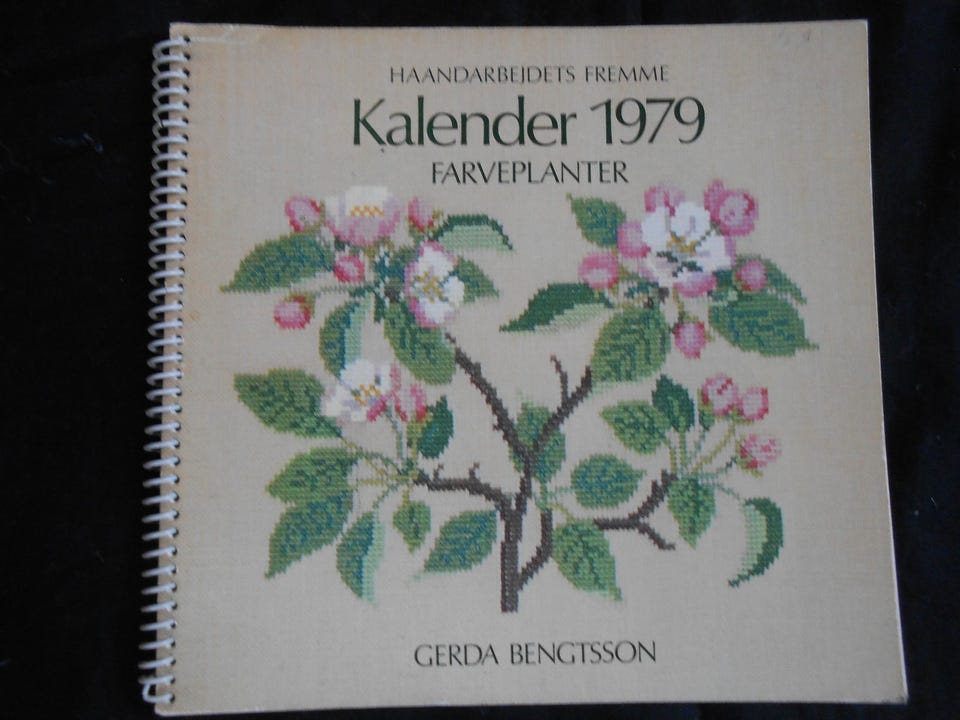 HAANDARBEJDETS FREMME
Kalender 1979
FARVEPLANTER
GERDA BENGTSSON